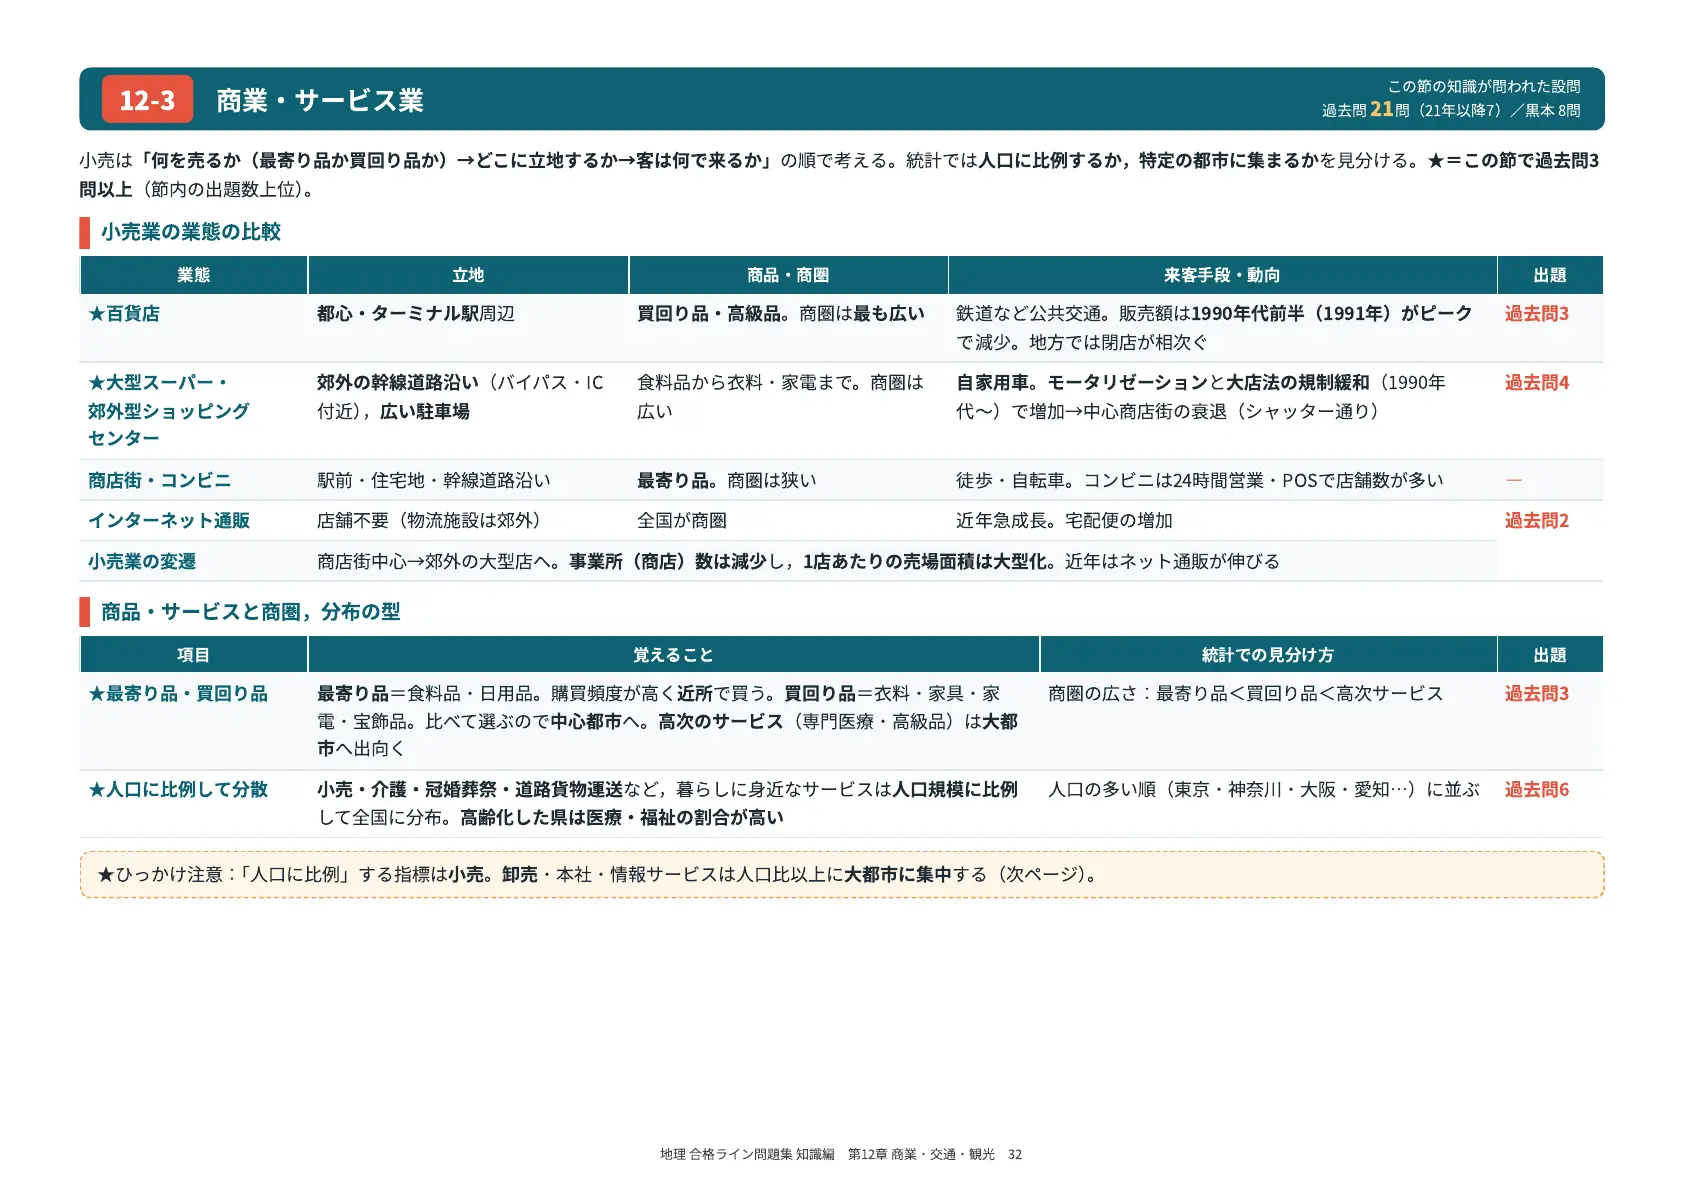 12-3 商業・サービス業
この節の知識が問われた設問
過去問 21問（21年以降7）／黒本 8問
小売は「何を売るか（最寄り品か買回り品か）→どこに立地するか→客は何で来るか」の順で考える。統計では人口に比例するか，特定の都市に集まるかを見分ける。★＝この節で過去問3
問以上（節内の出題数上位）。
小売業の業態の比較
業態 立地 商品・商圏 来客手段・動向 出題
★百貨店 都心・ターミナル駅周辺 買回り品・高級品。商圏は最も広い 鉄道など公共交通。販売額は1990年代前半（1991年）がピーク 過去問3
で減少。地方では閉店が相次ぐ
★大型スーパー・ 郊外の幹線道路沿い（バイパス・IC 食料品から衣料・家電まで。商圏は 自家用車。モータリゼーションと大店法の規制緩和（1990年 過去問4
郊外型ショッピング 付近），広い駐車場 広い 代〜）で増加→中心商店街の衰退（シャッター通り）
センター
商店街・コンビニ 駅前・住宅地・幹線道路沿い 最寄り品。商圏は狭い 徒歩・自転車。コンビニは24時間営業・POSで店舗数が多い —
インターネット通販 店舗不要（物流施設は郊外） 全国が商圏 近年急成長。宅配便の増加 過去問2
小売業の変遷 商店街中心→郊外の大型店へ。事業所（商店）数は減少し，1店あたりの売場面積は大型化。近年はネット通販が伸びる
商品・サービスと商圏，分布の型
項目 覚えること 統計での見分け方 出題
★最寄り品・買回り品 最寄り品＝食料品・日用品。購買頻度が高く近所で買う。買回り品＝衣料・家具・家 商圏の広さ：最寄り品＜買回り品＜高次サービス 過去問3
電・宝飾品。比べて選ぶので中心都市へ。高次のサービス（専門医療・高級品）は大都
市へ出向く
★人口に比例して分散 小売・介護・冠婚葬祭・道路貨物運送など，暮らしに身近なサービスは人口規模に比例 人口の多い順（東京・神奈川・大阪・愛知…）に並ぶ 過去問6
して全国に分布。高齢化した県は医療・福祉の割合が高い
★ひっかけ注意：「人口に比例」する指標は小売。卸売・本社・情報サービスは人口比以上に大都市に集中する（次ページ）。
地理 合格ライン問題集 知識編 第12章 商業・交通・観光 32